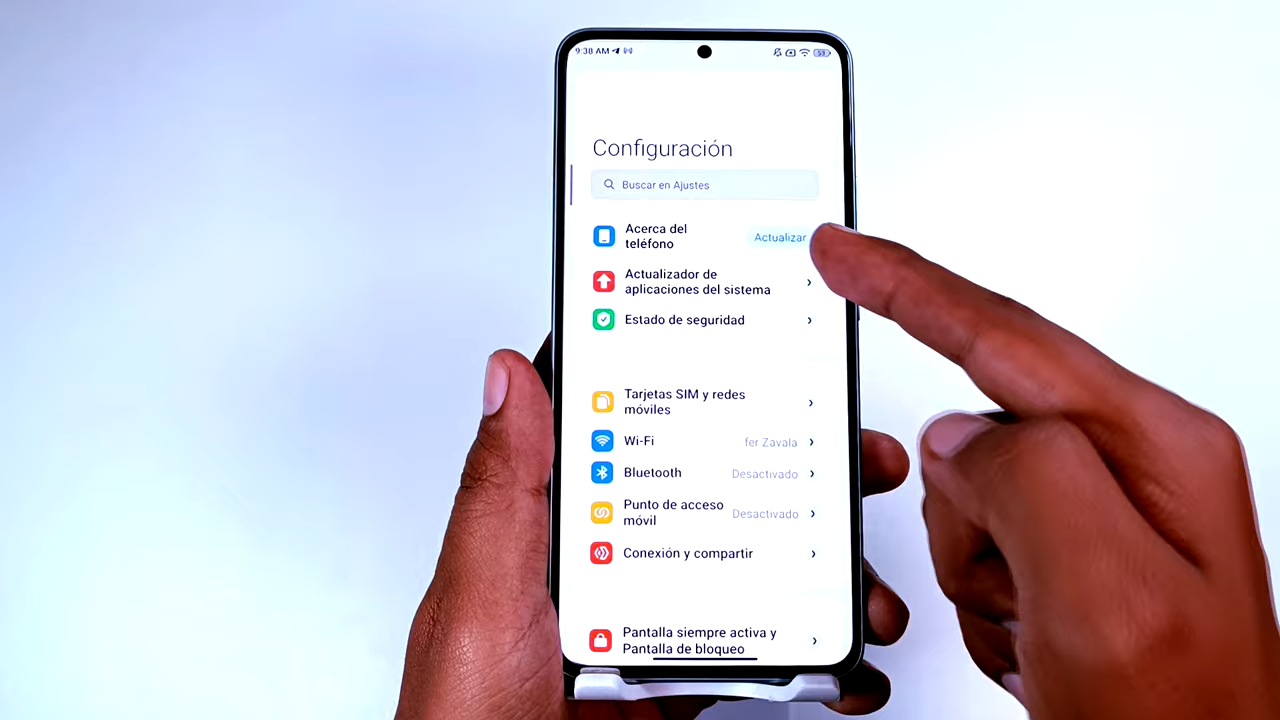 9:38 AM
53
Configuración
Buscar en Ajustes
Acerca del
teléfono
Actualizar
Actualizador de
aplicaciones del sistema
Estado de seguridad
Tarjetas SIM y redes
móviles
Wi-Fi
fer Zavala
Bluetooth
Desactivado
Punto de acceso
móvil
Desactivado
Conexión y compartir
Pantalla siempre activa y
Pantalla de bloqueo